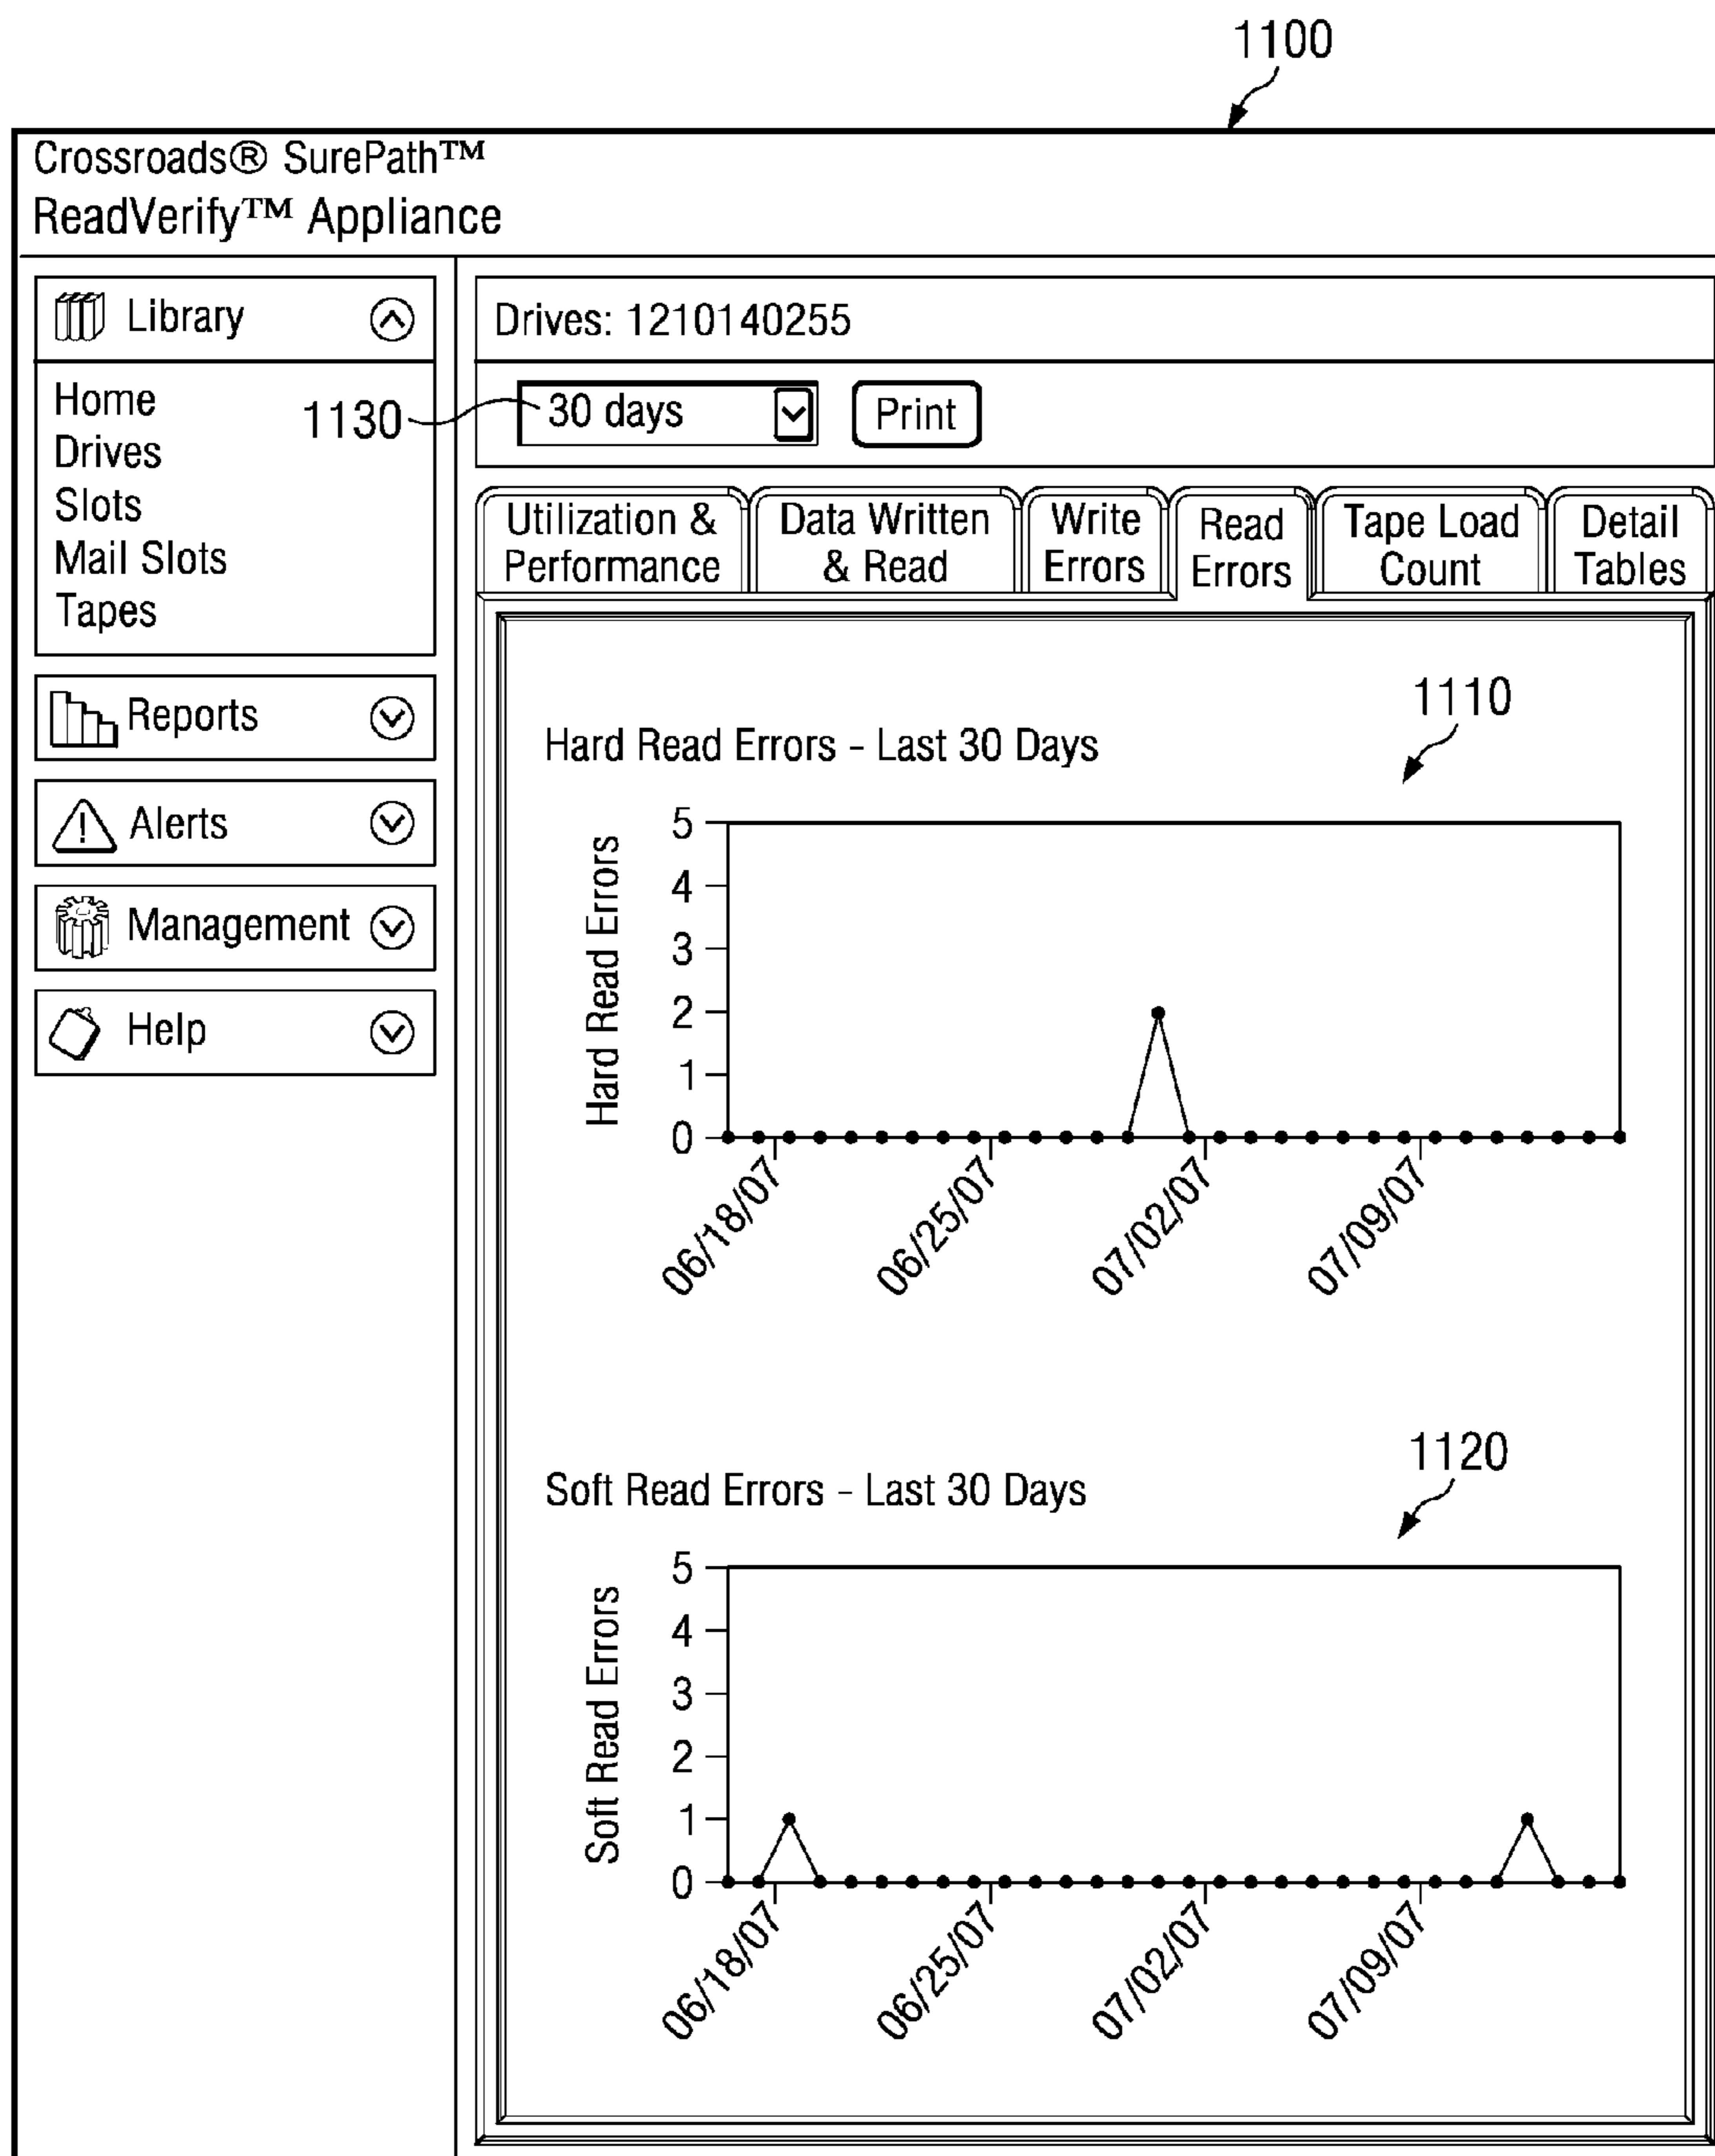 1100
Crossroads® SurePath™
ReadVerify™ Appliance
Library
Home
Drives
Slots
Mail Slots
Tapes
Reports
Alerts
Management
Help
Drives: 1210140255
1130
30 days
Print
Utilization &
Performance
Data Written
& Read
Write
Errors
Read
Errors
Tape Load
Count
Detail
Tables
1110
Hard Read Errors - Last 30 Days
Hard Read Errors
5
4
3
2
1
0
06/18/07
06/25/07
07/02/07
07/09/07
1120
Soft Read Errors - Last 30 Days
Soft Read Errors
5
4
3
2
1
0
06/18/07
06/25/07
07/02/07
07/09/07